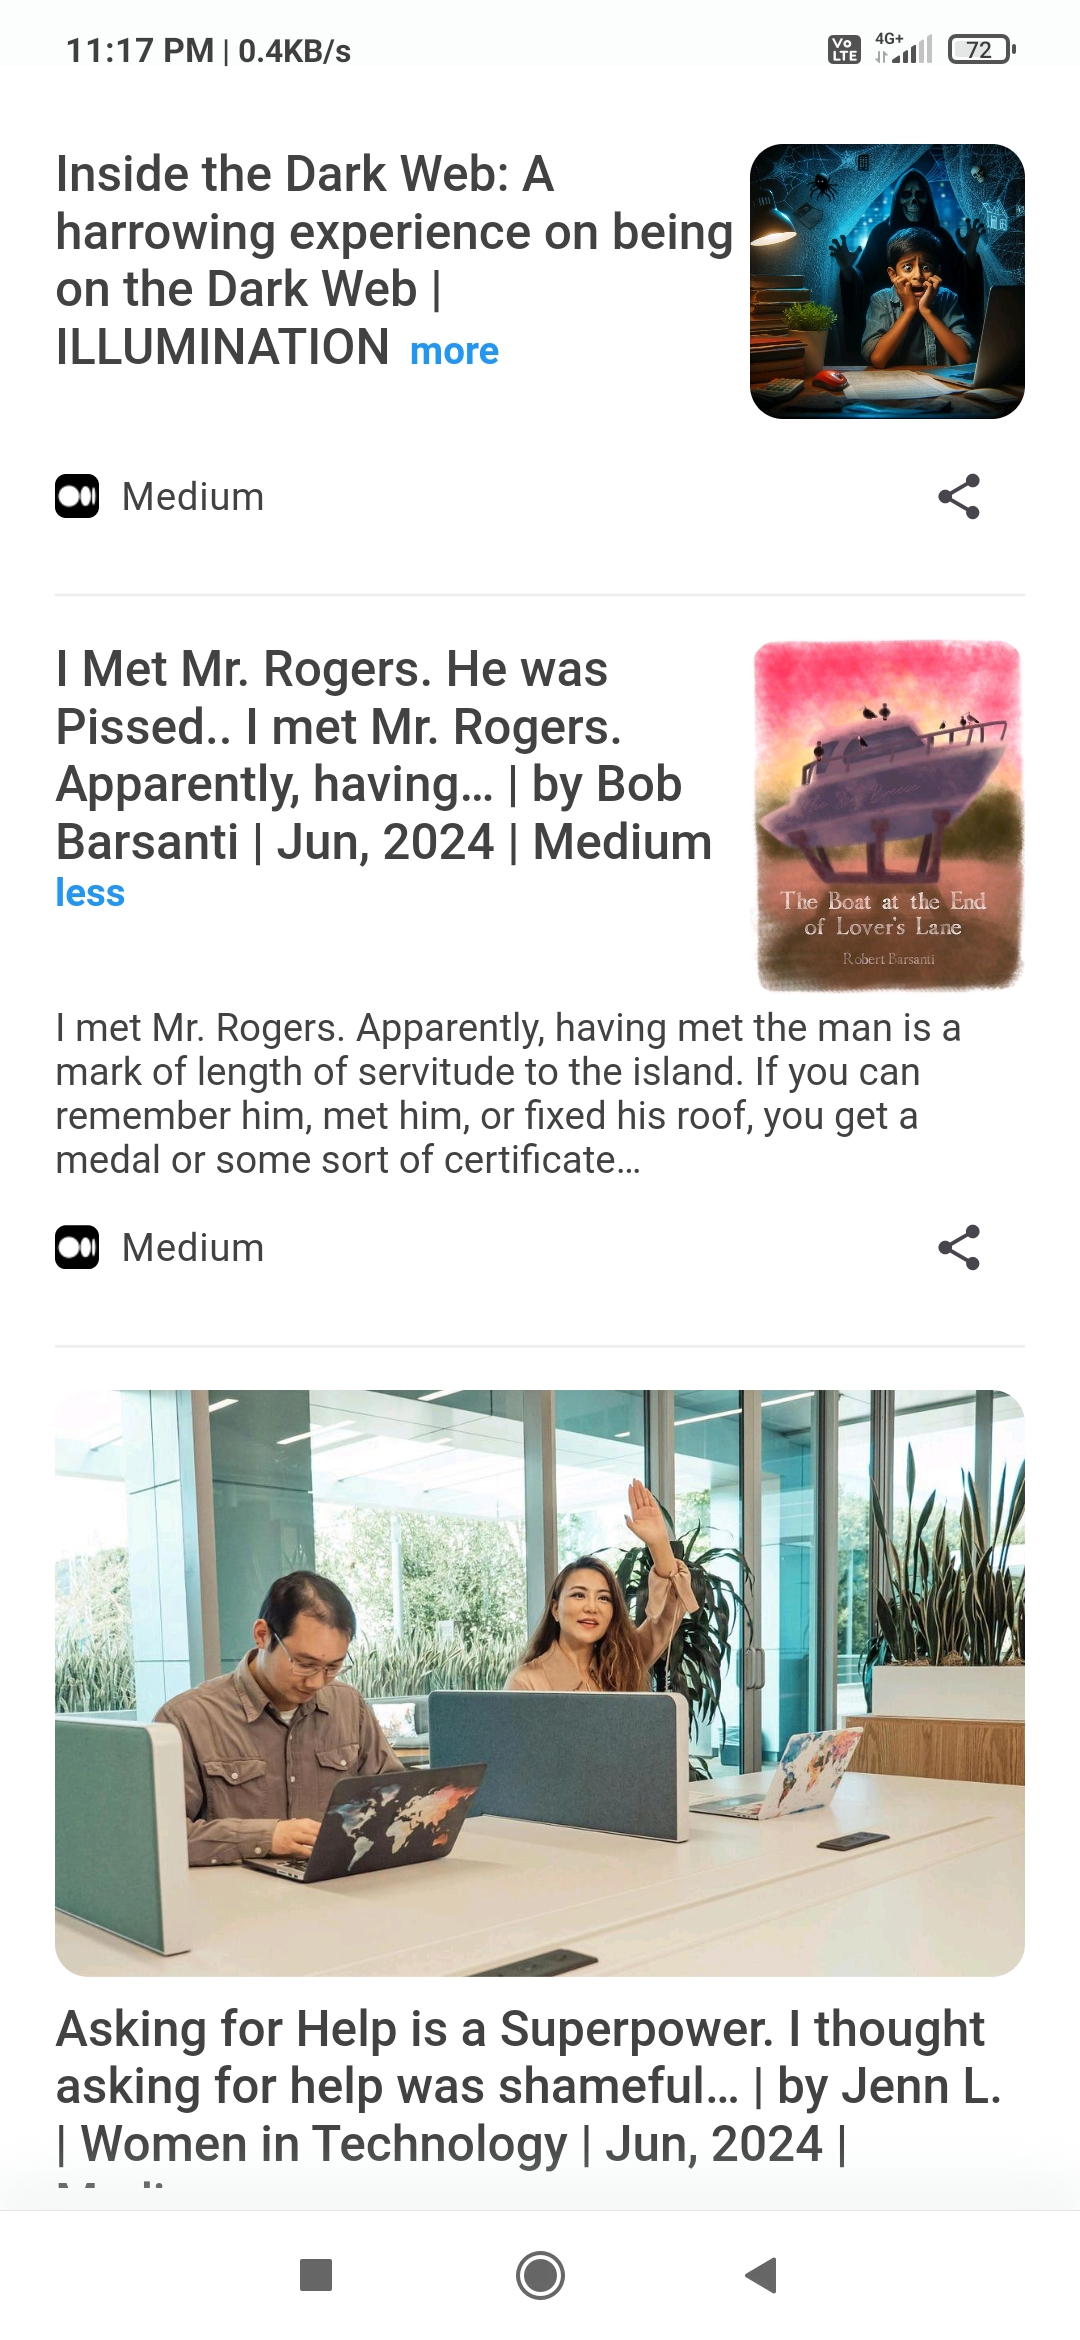 11:17 PM | 0.4KB/s
Vo LTE 4G+ 72
Inside the Dark Web: A
harrowing experience on being
on the Dark Web |
ILLUMINATION more
Medium
I Met Mr. Rogers. He was
Pissed.. I met Mr. Rogers.
Apparently, having... | by Bob
Barsanti | Jun, 2024 | Medium
less
The Boat at the End
of Lover's Lane
Robert Barsanti
I met Mr. Rogers. Apparently, having met the man is a
mark of length of servitude to the island. If you can
remember him, met him, or fixed his roof, you get a
medal or some sort of certificate...
Medium
Asking for Help is a Superpower. I thought
asking for help was shameful... | by Jenn L.
| Women in Technology | Jun, 2024 |